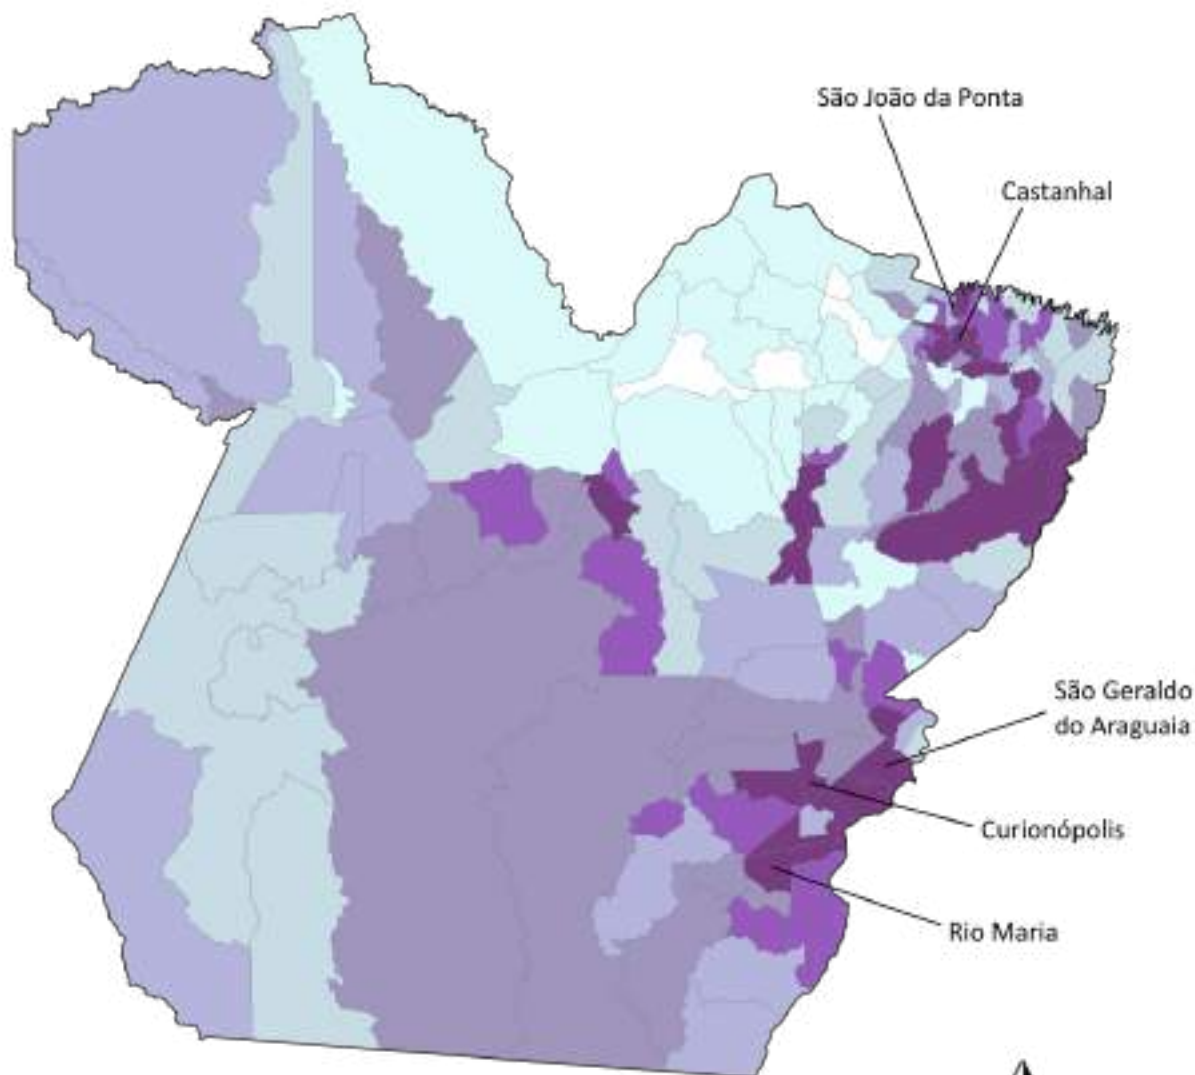 São João da Ponta
Castanhal
São Geraldo
do Araguaia
Curionópolis
Rio Maria